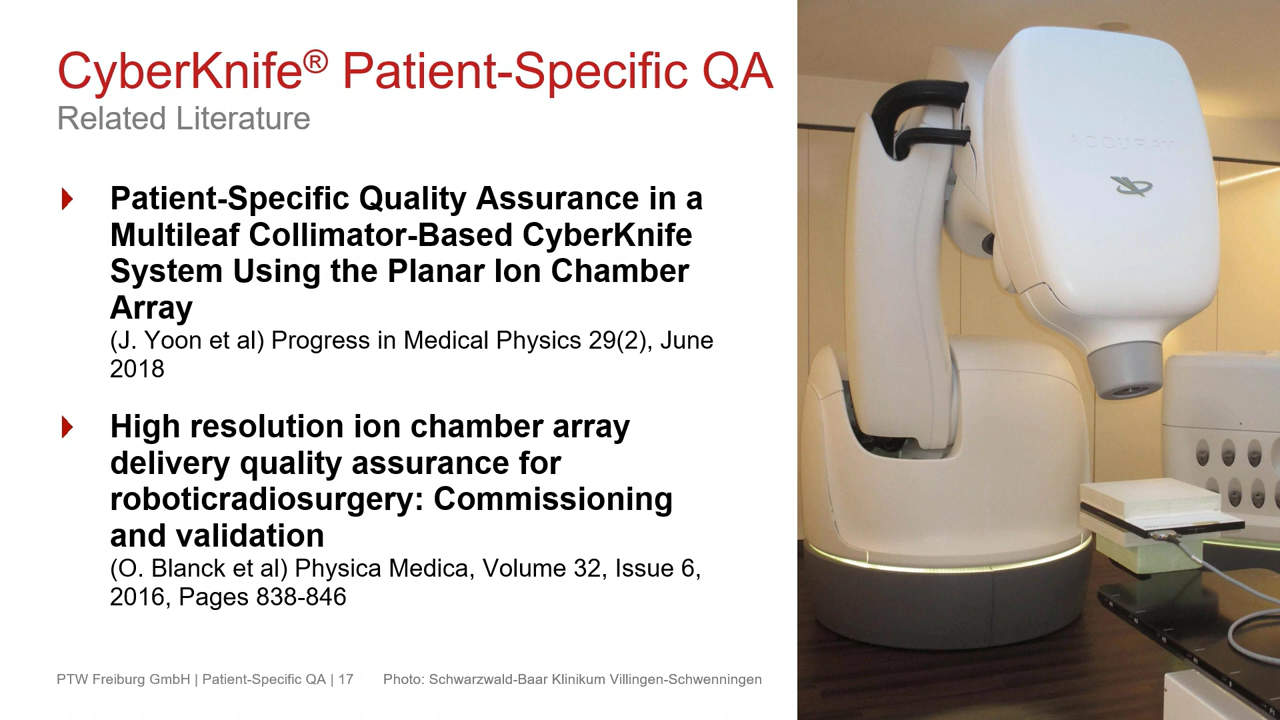 CyberKnife® Patient-Specific QA
Related Literature
Patient-Specific Quality Assurance in a
Multileaf Collimator-Based CyberKnife
System Using the Planar Ion Chamber
Array
(J. Yoon et al) Progress in Medical Physics 29(2), June
2018
High resolution ion chamber array
delivery quality assurance for
roboticradiosurgery: Commissioning
and validation
(O. Blanck et al) Physica Medica, Volume 32, Issue 6,
2016, Pages 838-846
PTW Freiburg GmbH | Patient-Specific QA | 17 Photo: Schwarzwald-Baar Klinikum Villingen-Schwenningen
ACCURAY